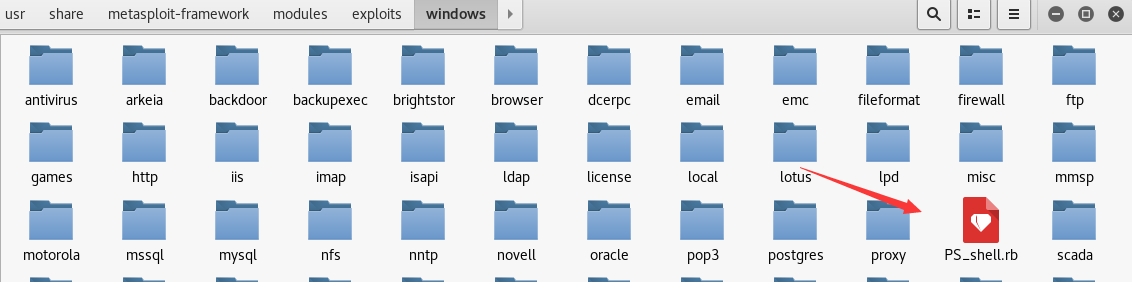 usr share metasploit-framework modules exploits windows
antivirus arkeia backdoor backupexec brightstor browser dcerpc email emc fileformat firewall ftp
games http iis imap isapi ldap license local lotus lpd misc mmsp
motorola mssql mysql nfs nntp novell oracle pop3 postgres proxy PS_shell.rb scada